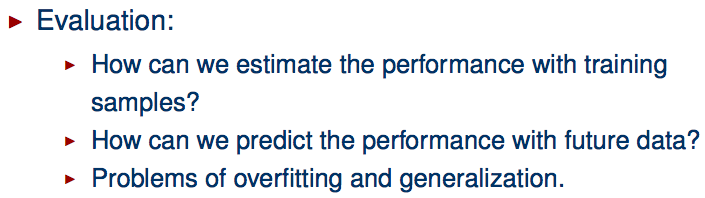 ► Evaluation:
► How can we estimate the performance with training
samples?
► How can we predict the performance with future data?
► Problems of overfitting and generalization.